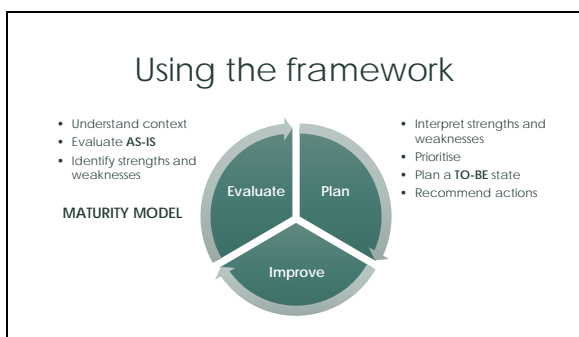 Using the framework
• Understand context
• Evaluate AS-IS
• Identify strengths and
weaknesses
MATURITY MODEL
• Interpret strengths and
weaknesses
• Prioritise
• Plan a TO-BE state
• Recommend actions
Evaluate
Plan
Improve